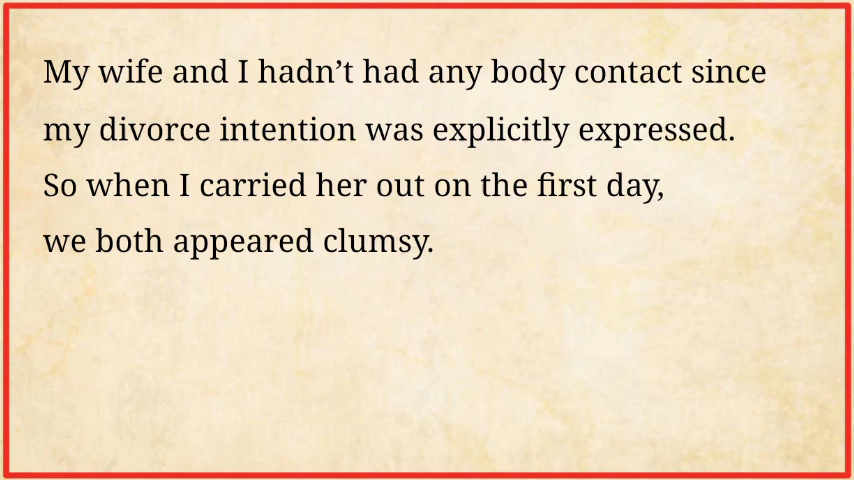 My wife and I hadn’t had any body contact since
my divorce intention was explicitly expressed.
So when I carried her out on the first day,
we both appeared clumsy.